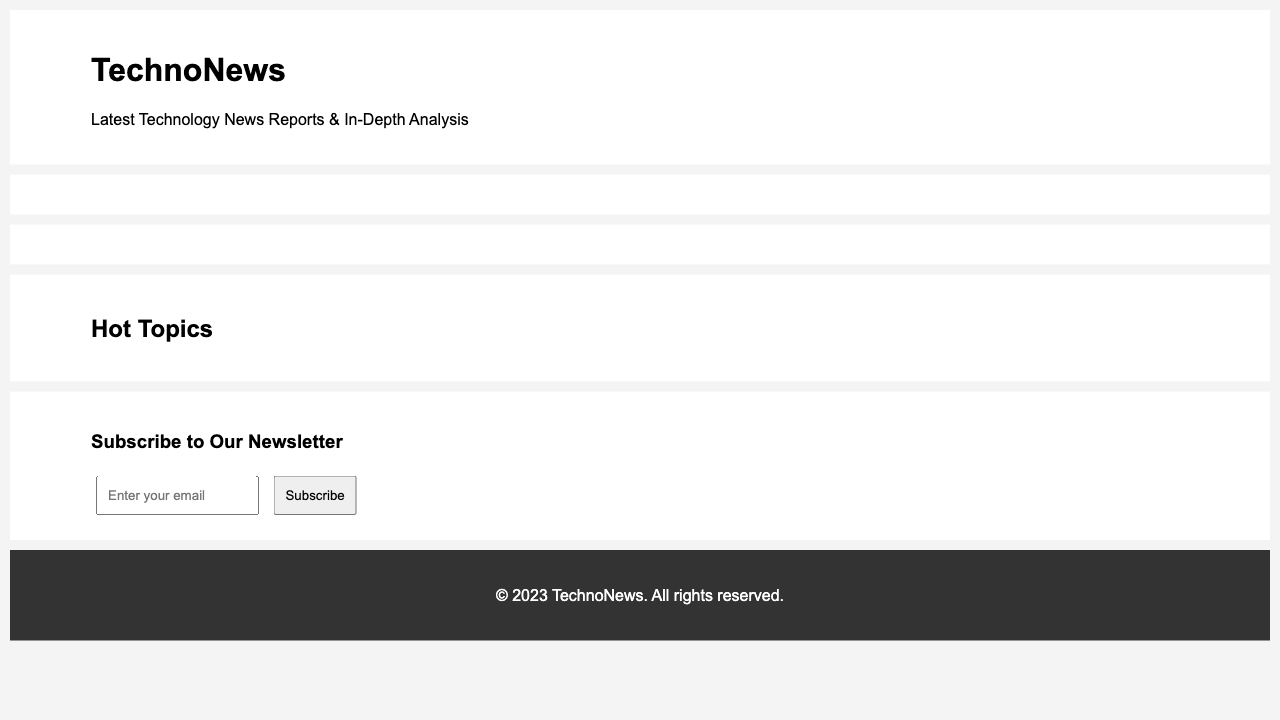 TechnoNews
Latest Technology News Reports & In-Depth Analysis
Hot Topics
Subscribe to Our Newsletter
Enter your email
Subscribe
© 2023 TechnoNews. All rights reserved.